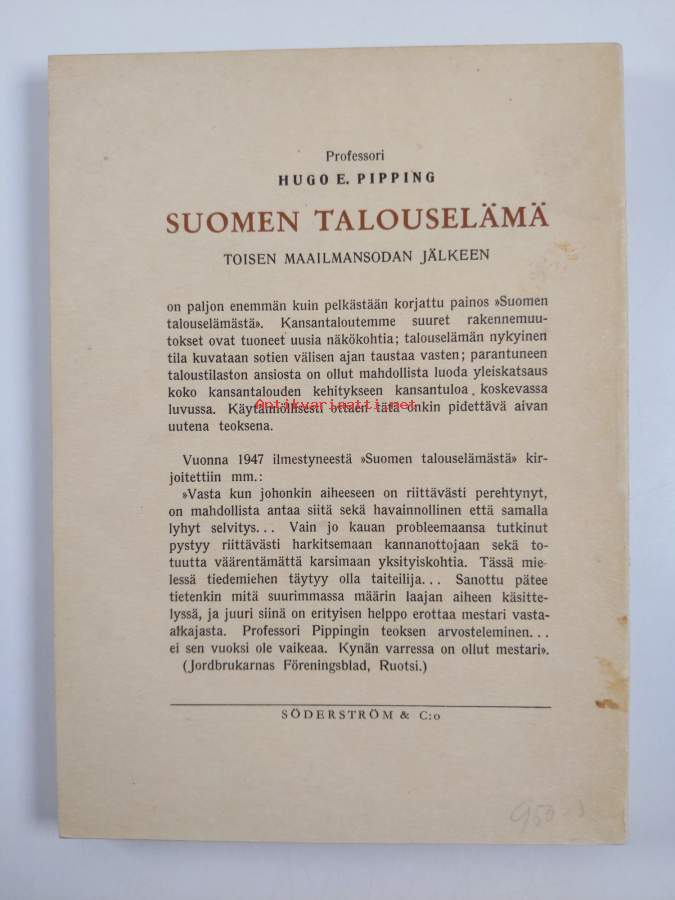 Professori
HUGO E. PIPPING
SUOMEN TALOUSELÄMÄ
TOISEN MAAILMANSODAN JÄLKEEN
on paljon enemmän kuin pelkästään korjattu painos »Suomen
talouselämästä». Kansantaloutemme suuret rakennemuu-
tokset ovat tuoneet uusia näkökohtia; talouselämän nykyinen
tila kuvataan sotien välisen ajan taustaa vasten; parantuneen
taloustilaston ansiosta on ollut mahdollista luoda yleiskatsaus
koko kansantalouden kehitykseen kansantuloa koskevassa
luvussa. Käytännöllisesti ottaen tätä onkin pidettävä aivan
Antikvariaatti.net
uutena teoksena.
Vuonna 1947 ilmestyneestä »Suomen talouselämästä» kir-
joitettiin mm.:
»Vasta kun johonkin aiheeseen on riittävästi perehtynyt,
on mahdollista antaa siitä sekä havainnollinen että samalla
lyhyt selvitys... Vain jo kauan probleemaansa tutkinut
pystyy riittävästi harkitsemaan kannanottojaan sekä to-
tuutta väärentämättä karsimaan yksityiskohtia. Tässä mie-
lessä tiedemiehen täytyy olla taiteilija... Sanottu pätee
tietenkin mitä suurimmassa määrin laajan aiheen käsitte-
lyssä, ja juuri siinä on erityisen helppo erottaa mestari vasta-
alkajasta. Professori Pippingin teoksen arvosteleminen...
ei sen vuoksi ole vaikeaa. Kynän varressa on ollut mestari».
(Jordbrukarnas Föreningsblad, Ruotsi.)
SÖDERSTRÖM & C:o